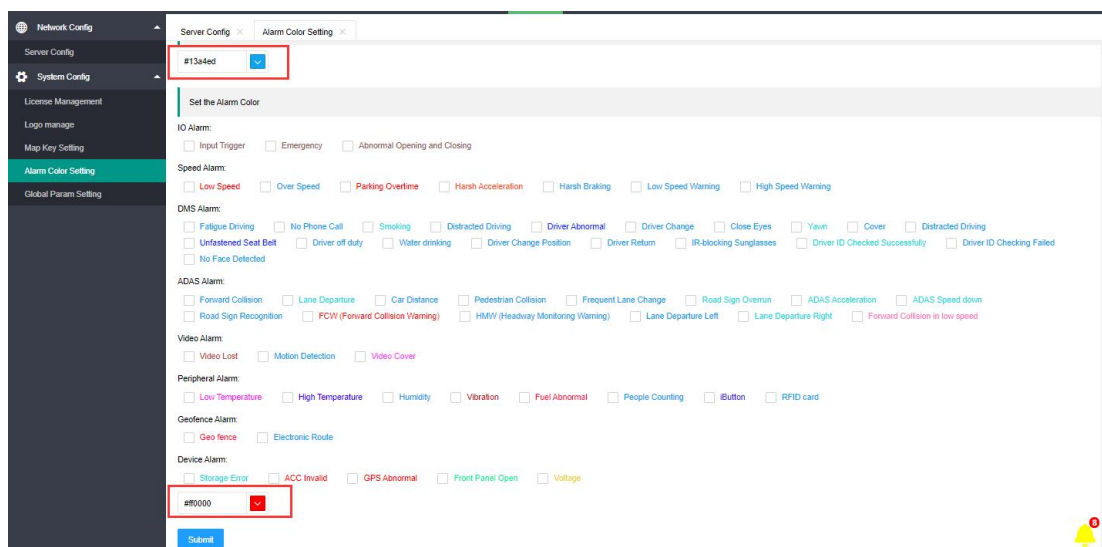 Network Config
Server Config
System Config
License Management
Logo manage
Map Key Setting
Alarm Color Setting
Global Param Setting
Server Config × Alarm Color Setting ×
#13a4ed
Set the Alarm Color
IO Alarm:
Input Trigger Emergency Abnormal Opening and Closing
Speed Alarm:
Low Speed Over Speed Parking Overtime Harsh Acceleration Harsh Braking Low Speed Warning High Speed Warning
DMS Alarm:
Fatigue Driving No Phone Call Smoking Distracted Driving Driver Abnormal Driver Change Close Eyes Yawn Cover Distracted Driving
Unfastened Seat Belt Driver off duty Water drinking Driver Change Position Driver Return IR-blocking Sunglasses Driver ID Checked Successfully Driver ID Checking Failed
No Face Detected
ADAS Alarm:
Forward Collision Lane Departure Car Distance Pedestrian Collision Frequent Lane Change Road Sign Overrun ADAS Acceleration ADAS Speed down
Road Sign Recognition FCW (Forward Collision Warning) HMW (Headway Monitoring Warning) Lane Departure Left Lane Departure Right Forward Collision in low speed
Video Alarm:
Video Lost Motion Detection Video Cover
Peripheral Alarm:
Low Temperature High Temperature Humidity Vibration Fuel Abnormal People Counting iButton RFID card
Geofence Alarm:
Geo fence Electronic Route
Device Alarm:
Storage Error ACC Invalid GPS Abnormal Front Panel Open Voltage
#ff0000
Submit
8